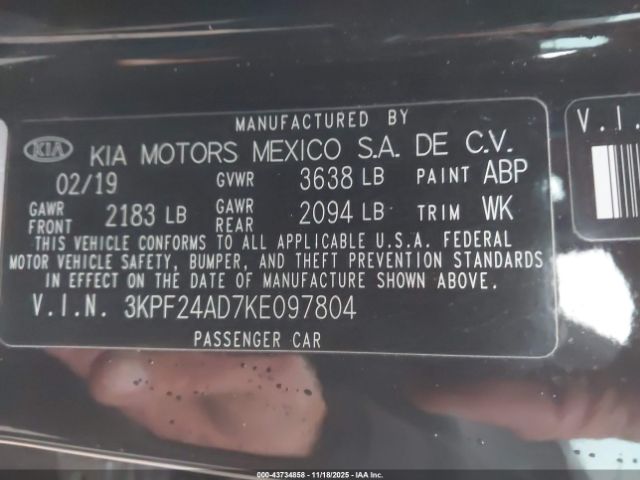 MANUFACTURED BY
KIA KIA MOTORS MEXICO S.A. DE C.V.
02/19 GVWR 3638 LB PAINT ABP
GAWR FRONT 2183 LB GAWR REAR 2094 LB TRIM WK
THIS VEHICLE CONFORMS TO ALL APPLICABLE U.S.A. FEDERAL
MOTOR VEHICLE SAFETY, BUMPER, AND THEFT PREVENTION STANDARDS
IN EFFECT ON THE DATE OF MANUFACTURE SHOWN ABOVE.
V.I.N. 3KPF24AD7KE097804
PASSENGER CAR
V.I.
© 43734858 - 11/18/2025 - IAA Inc.